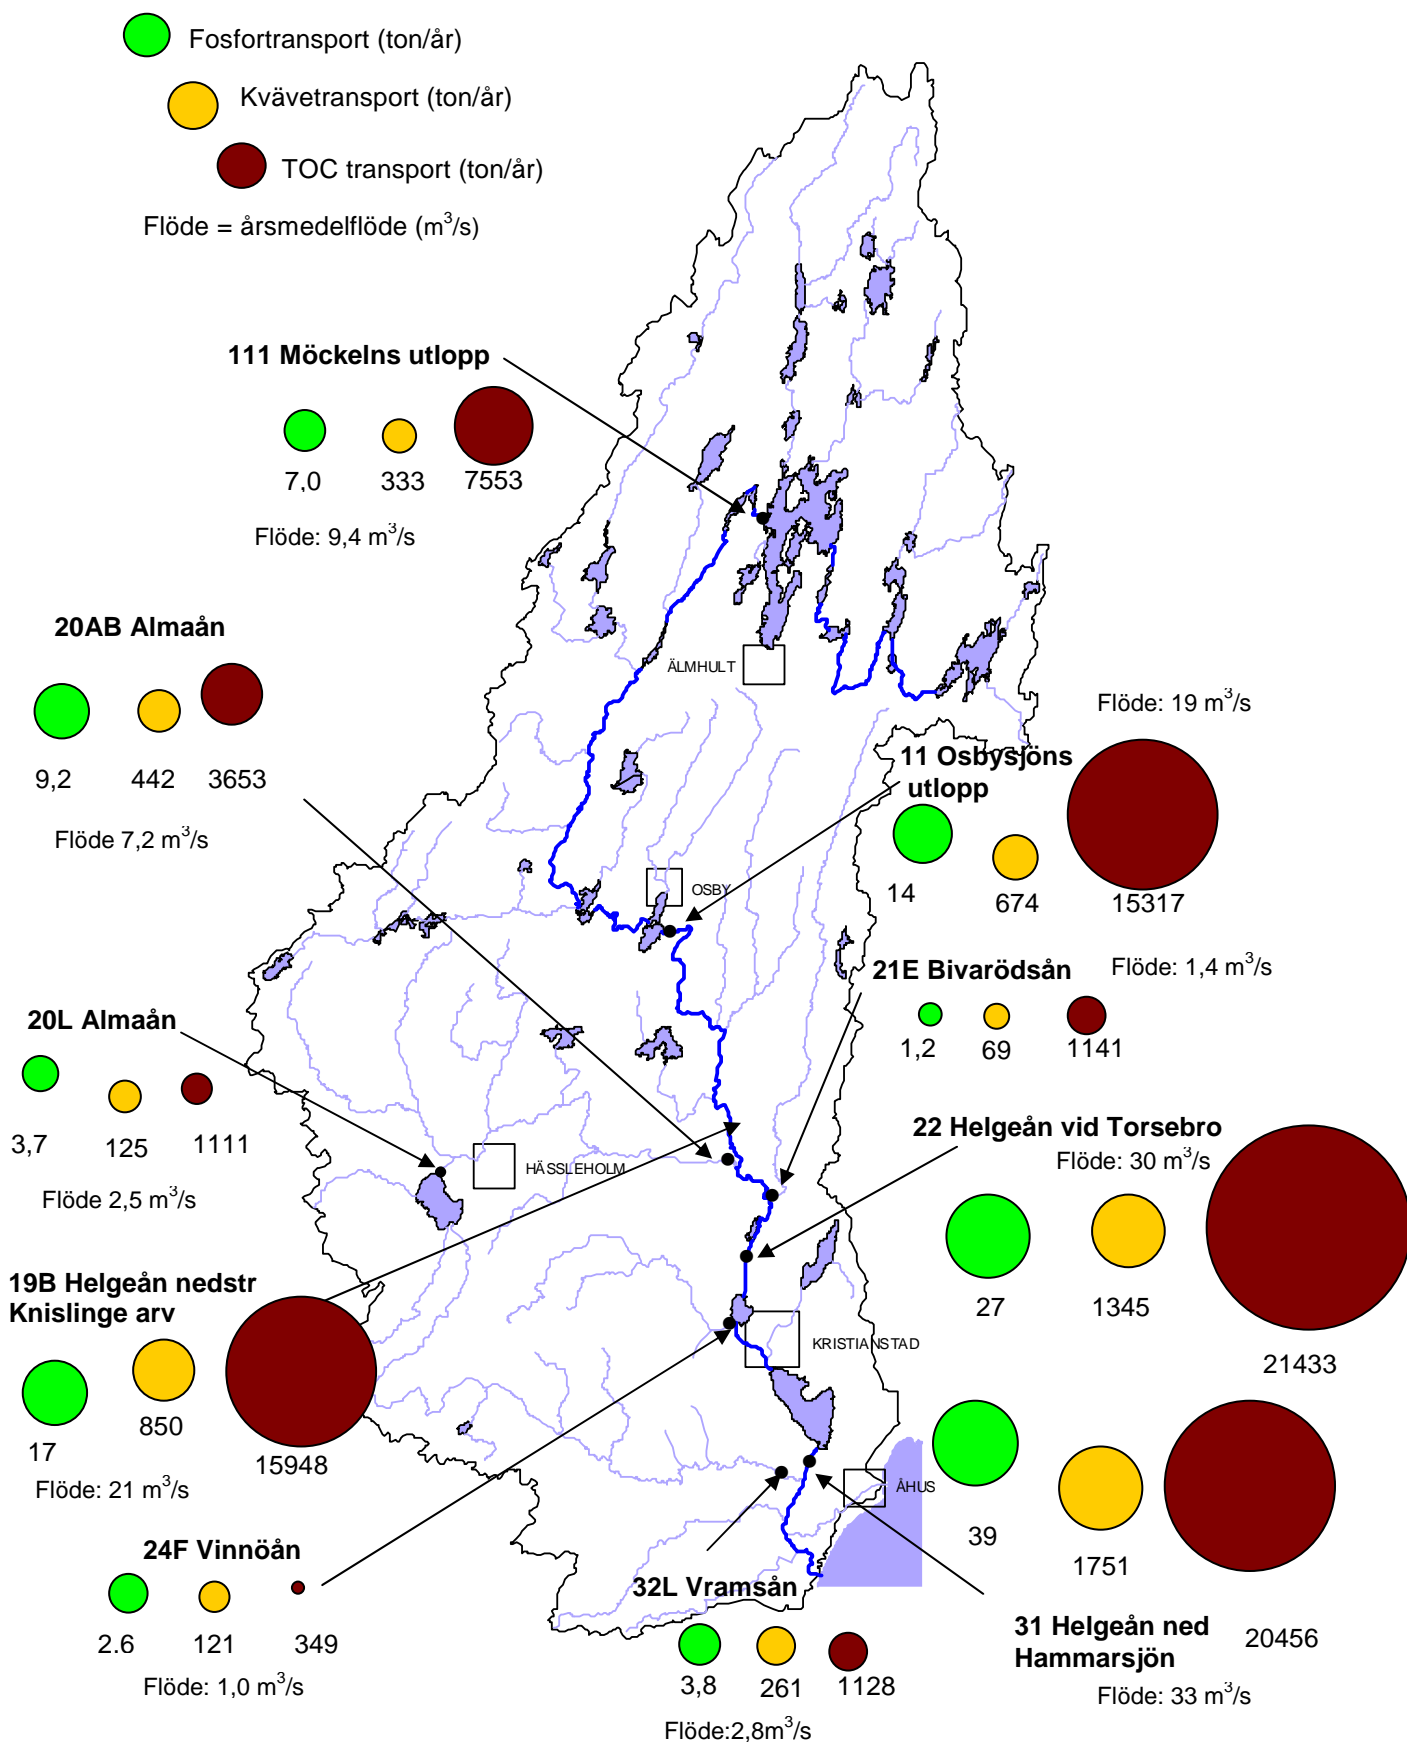 Fosfortransport (ton/år)
Kvävetransport (ton/år)
TOC transport (ton/år)
Flöde = årsmedelflöde (m³/s)
111 Möckelns utlopp
7,0 333 7553
Flöde: 9,4 m³/s
20AB Almaån
9,2 442 3653
Flöde 7,2 m³/s
ÄLMHULT
Flöde: 19 m³/s
11 Osbysjöns
utlopp
14 674 15317
OSBY
21E Bivarödsån
Flöde: 1,4 m³/s
1,2 69 1141
20L Almaån
3,7 125 1111
Flöde 2,5 m³/s
HÄSSLEHOLM
22 Helgeån vid Torsebro
Flöde: 30 m³/s
27 1345 21433
19B Helgeån nedstr
Knislinge arv
17 850 15948
Flöde: 21 m³/s
KRISTIANSTAD
ÅHUS
39 1751 20456
31 Helgeån ned
Hammarsjön
Flöde: 33 m³/s
24F Vinnöån
2.6 121 349
Flöde: 1,0 m³/s
32L Vramsån
3,8 261 1128
Flöde:2,8m³/s